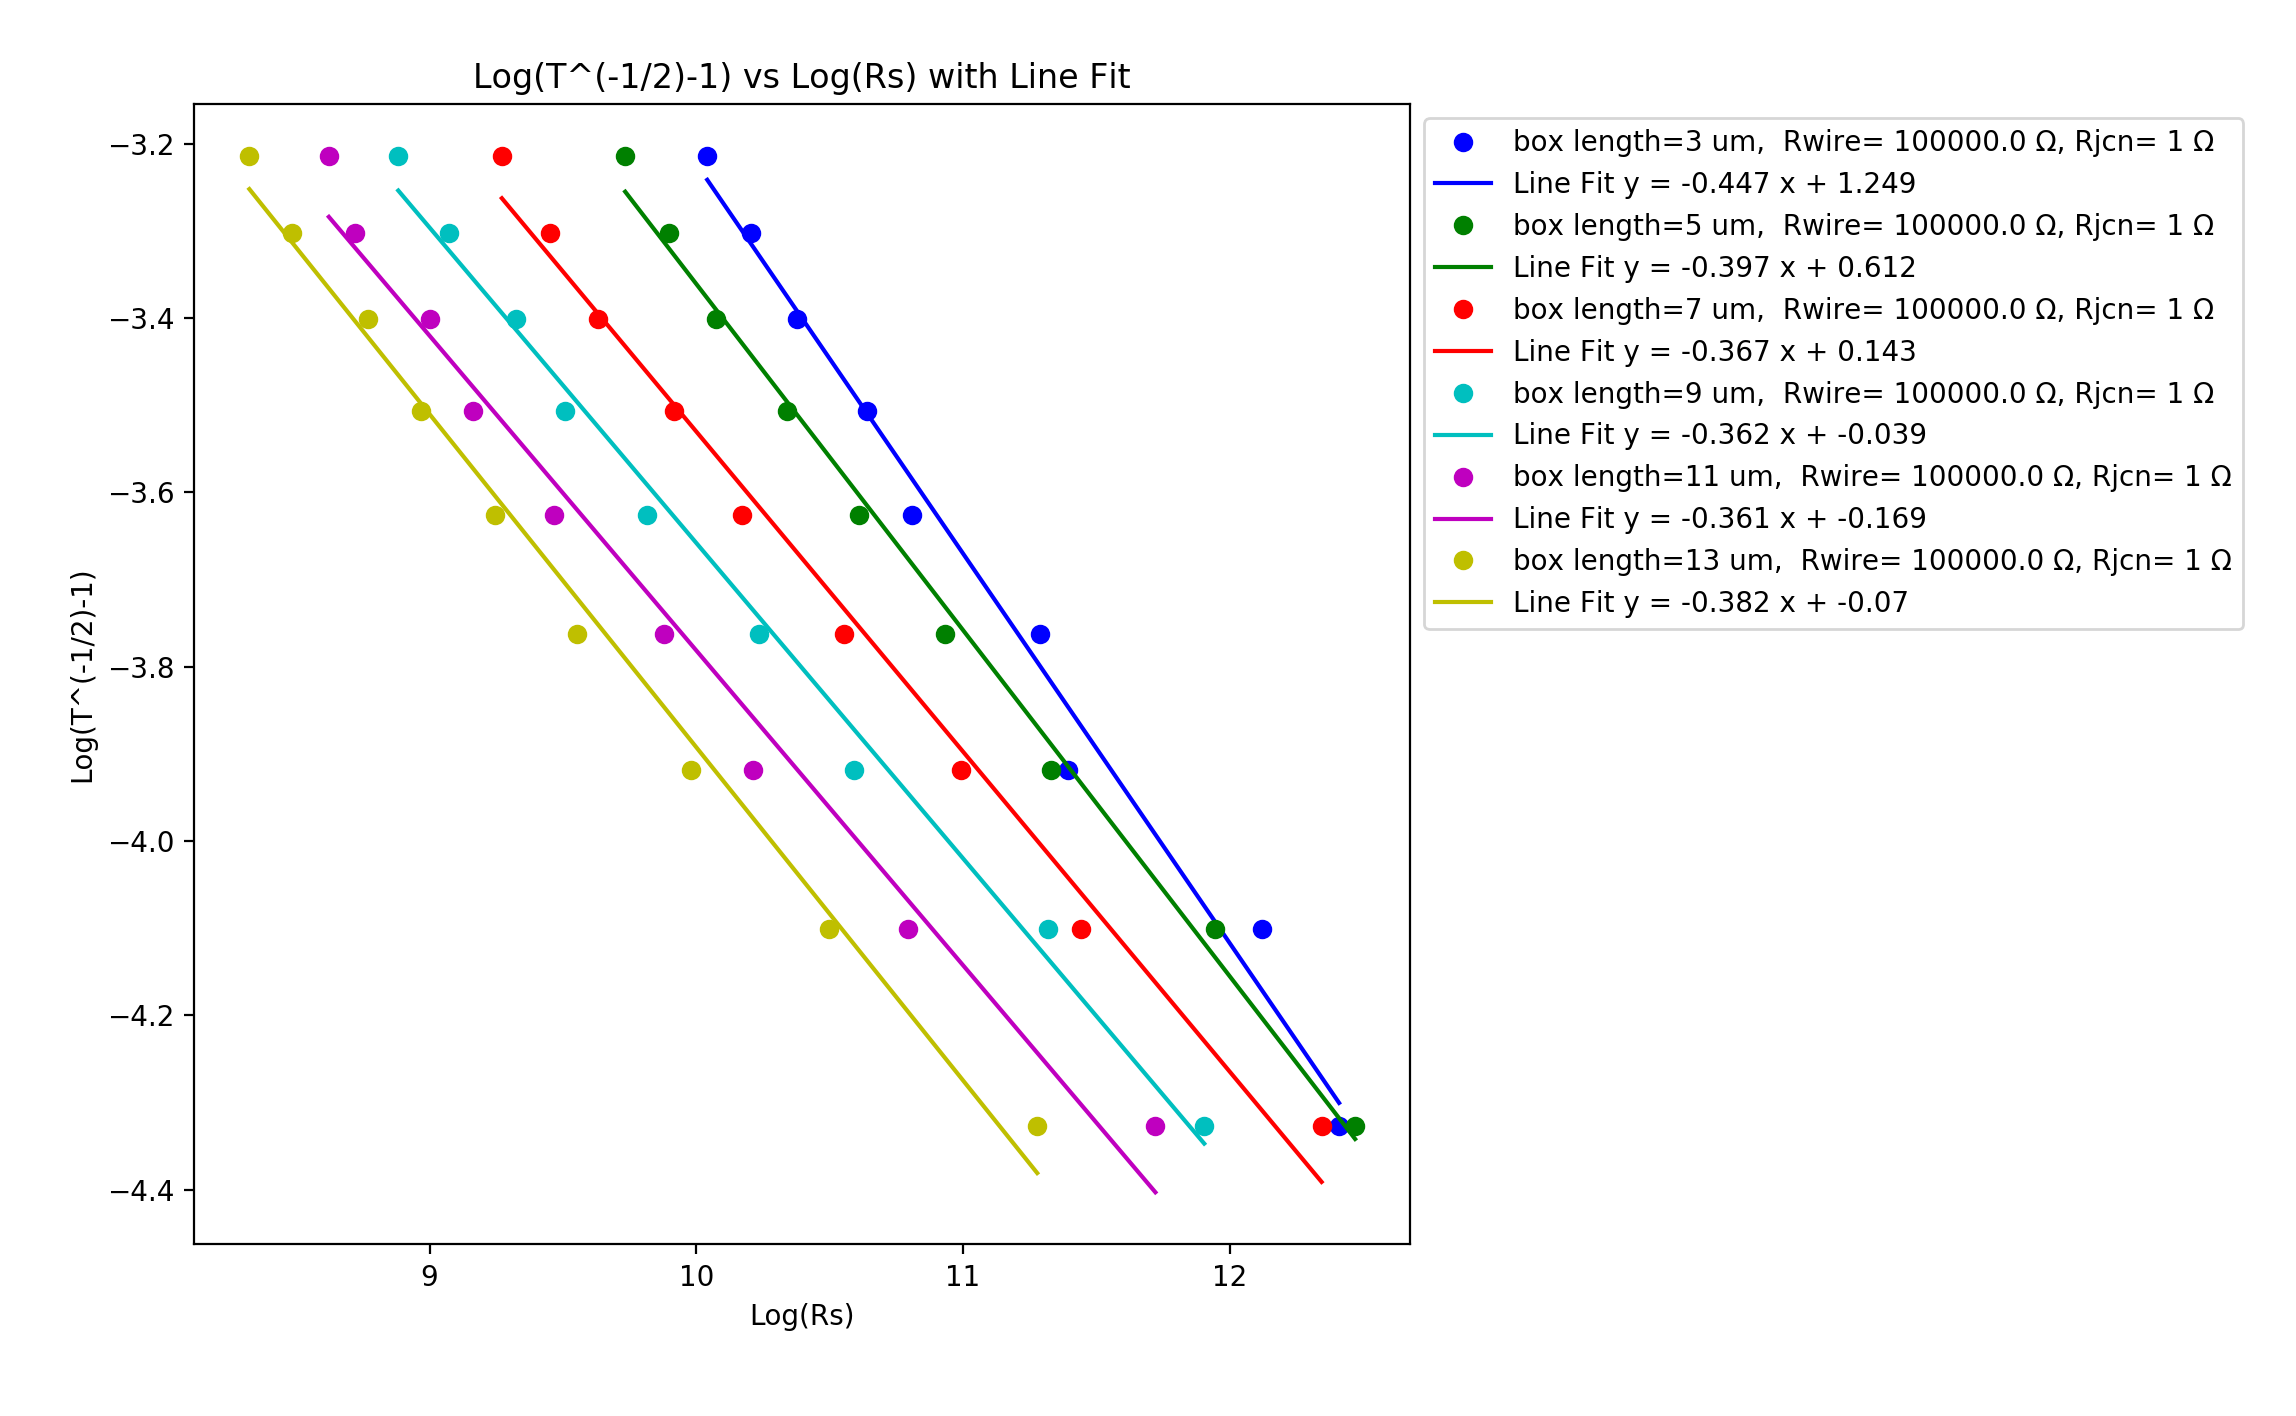 Log(T^(-1/2)-1) vs Log(Rs) with Line Fit
−3.2
−3.4
−3.6
−3.8
−4.0
−4.2
−4.4
Log(T^(-1/2)-1)
9
10
11
12
Log(Rs)
box length=3 um,  Rwire= 100000.0 Ω, Rjcn= 1 Ω
Line Fit y = -0.447 x + 1.249
box length=5 um,  Rwire= 100000.0 Ω, Rjcn= 1 Ω
Line Fit y = -0.397 x + 0.612
box length=7 um,  Rwire= 100000.0 Ω, Rjcn= 1 Ω
Line Fit y = -0.367 x + 0.143
box length=9 um,  Rwire= 100000.0 Ω, Rjcn= 1 Ω
Line Fit y = -0.362 x + -0.039
box length=11 um,  Rwire= 100000.0 Ω, Rjcn= 1 Ω
Line Fit y = -0.361 x + -0.169
box length=13 um,  Rwire= 100000.0 Ω, Rjcn= 1 Ω
Line Fit y = -0.382 x + -0.07